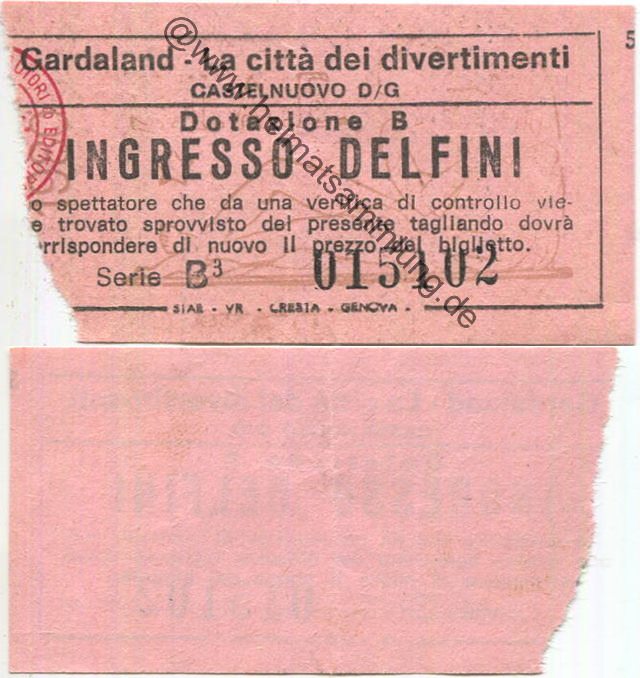 Gardaland - La città dei divertimenti
CASTELNUOVO D/G
Dotazione B
INGRESSO DELFINI
o spettatore che da una verifica di controllo vie-
e trovato sprovvisto del presente tagliando dovrà
rrispondere di nuovo il prezzo del biglietto.
Serie B³ 015102
SIAE - VR - CRESTA - GENOVA -
5
@www.heimatsammlung.de